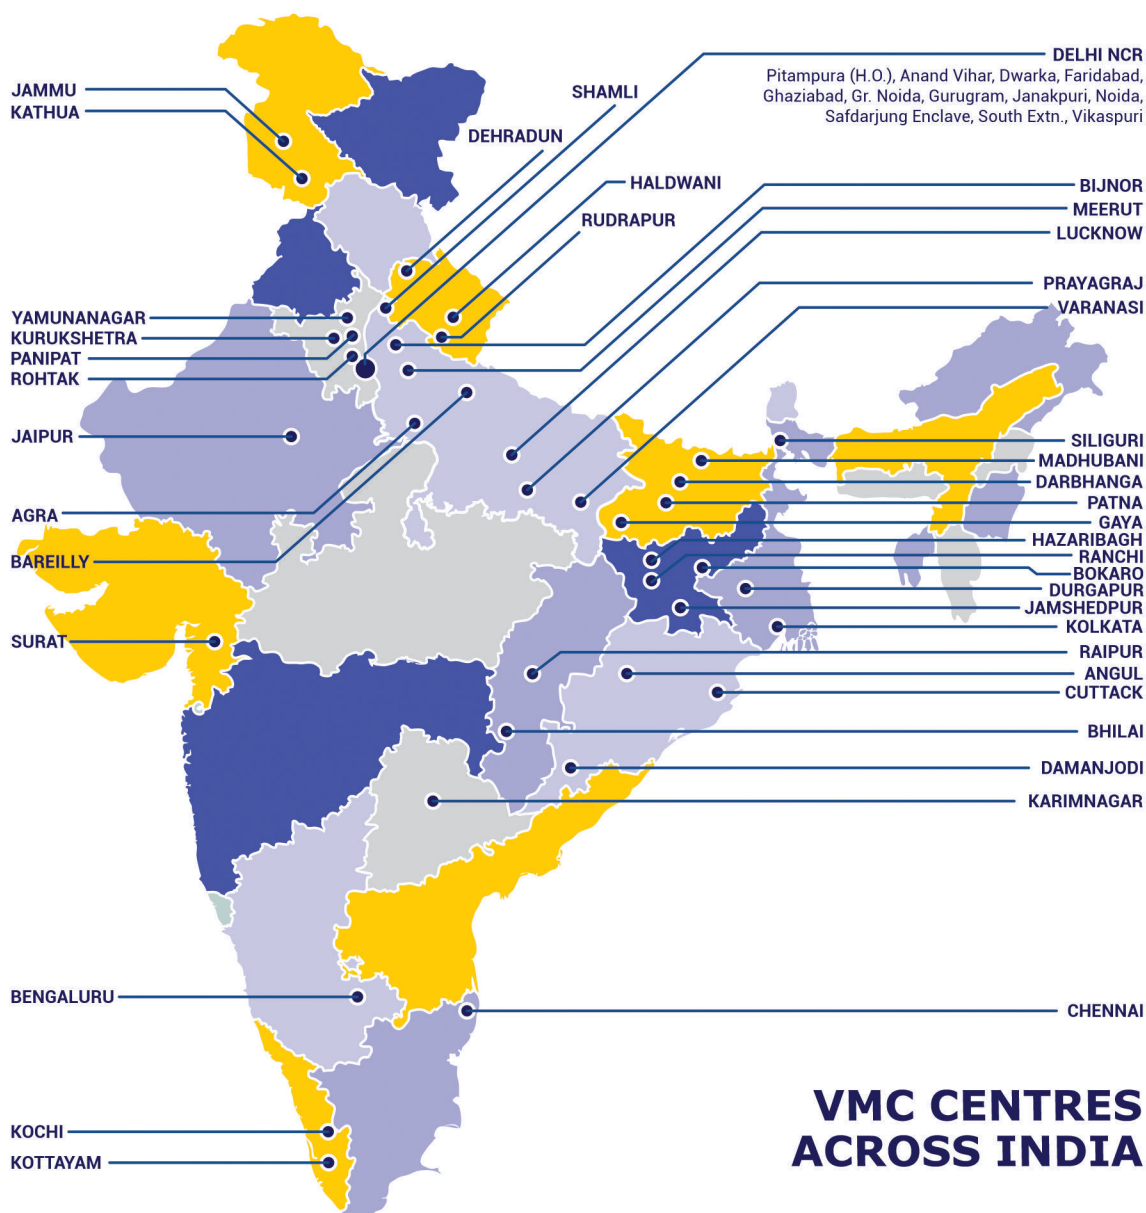 DELHI NCR
Pitampura (H.O.), Anand Vihar, Dwarka, Faridabad,
Ghaziabad, Gr. Noida, Gurugram, Janakpuri, Noida,
Safdarjung Enclave, South Extn., Vikaspuri
JAMMU
KATHUA
SHAMLI
DEHRADUN
HALDWANI
RUDRAPUR
BIJNOR
MEERUT
LUCKNOW
PRAYAGRAJ
VARANASI
YAMUNANAGAR
KURUKSHETRA
PANIPAT
ROHTAK
JAIPUR
AGRA
BAREILLY
SURAT
SILIGURI
MADHUBANI
DARBHANGA
PATNA
GAYA
HAZARIBAGH
RANCHI
BOKARO
DURGAPUR
JAMSHEDPUR
KOLKATA
RAIPUR
ANGUL
CUTTACK
BHILAI
DAMANJODI
KARIMNAGAR
BENGALURU
CHENNAI
KOCHI
KOTTAYAM
VMC CENTRES
ACROSS INDIA